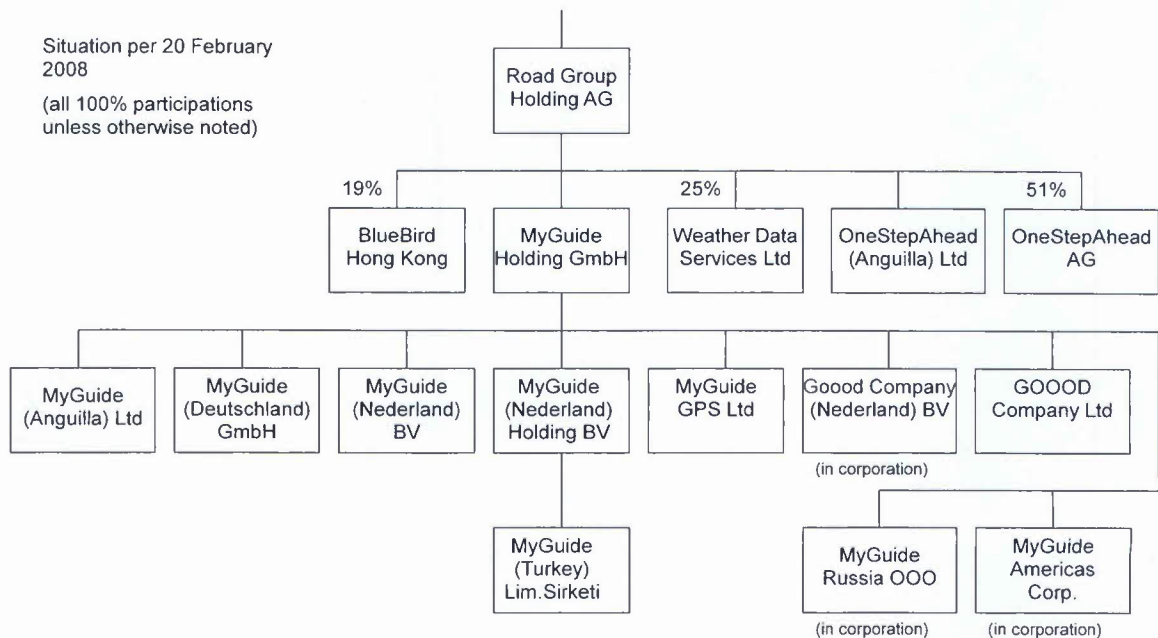 Situation per 20 February
2008
(all 100% participations
unless otherwise noted)
Road Group
Holding AG
19%
25%
51%
BlueBird
Hong Kong
MyGuide
Holding GmbH
Weather Data
Services Ltd
OneStepAhead
(Anguilla) Ltd
OneStepAhead
AG
MyGuide
(Anguilla) Ltd
MyGuide
(Deutschland)
GmbH
MyGuide
(Nederland)
BV
MyGuide
(Nederland)
Holding BV
MyGuide
GPS Ltd
Goood Company
(Nederland) BV
(in corporation)
GOOOD
Company Ltd
MyGuide
(Turkey)
Lim.Sirketi
MyGuide
Russia OOO
(in corporation)
MyGuide
Americas
Corp.
(in corporation)